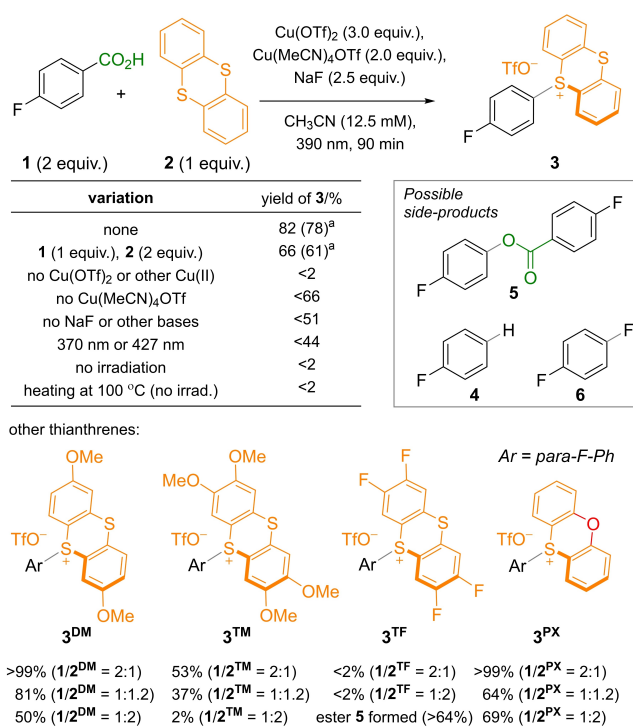 Cu(OTf)2 (3.0 equiv.),
Cu(MeCN)4OTf (2.0 equiv.),
NaF (2.5 equiv.)
CH3CN (12.5 mM),
390 nm, 90 min
CO2H
F
+
S
S
TfO−
S
S
+
F
1 (2 equiv.)
2 (1 equiv.)
3
variation yield of 3/%
none 82 (78)a
1 (1 equiv.), 2 (2 equiv.) 66 (61)a
no Cu(OTf)2 or other Cu(II) <2
no Cu(MeCN)4OTf <66
no NaF or other bases <51
370 nm or 427 nm <44
no irradiation <2
heating at 100 °C (no irrad.) <2
Possible
side-products
F
O
O
F
5
H
F
4
F
F
6
other thianthrenes:
Ar = para-F-Ph
OMe
S
TfO−
S
+
Ar
OMe
3DM
OMe
OMe
S
TfO−
S
+
Ar
OMe
OMe
3TM
F
F
S
TfO−
S
+
Ar
F
F
3TF
O
TfO−
S
+
Ar
3PX
>99% (1/2DM = 2:1)
81% (1/2DM = 1:1.2)
50% (1/2DM = 1:2)
53% (1/2TM = 2:1)
37% (1/2TM = 1:1.2)
2% (1/2TM = 1:2)
<2% (1/2TF = 2:1)
<2% (1/2TF = 1:2)
ester 5 formed (>64%)
>99% (1/2PX = 2:1)
64% (1/2PX = 1:1.2)
69% (1/2PX = 1:2)